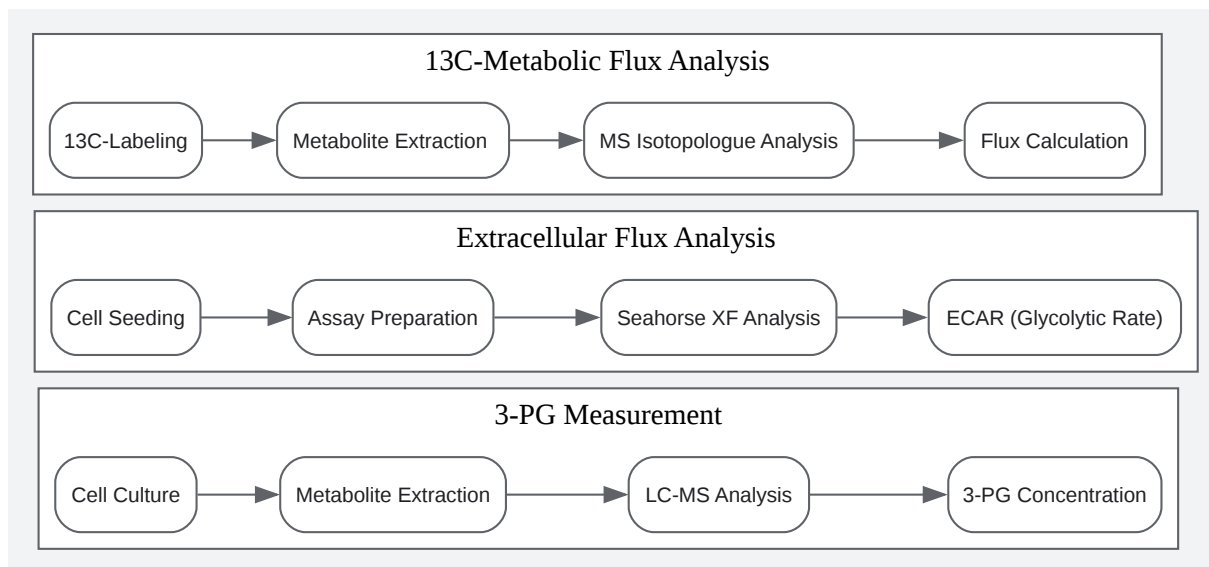 13C-Metabolic Flux Analysis
13C-Labeling
Metabolite Extraction
MS Isotopologue Analysis
Flux Calculation
Extracellular Flux Analysis
Cell Seeding
Assay Preparation
Seahorse XF Analysis
ECAR (Glycolytic Rate)
3-PG Measurement
Cell Culture
Metabolite Extraction
LC-MS Analysis
3-PG Concentration